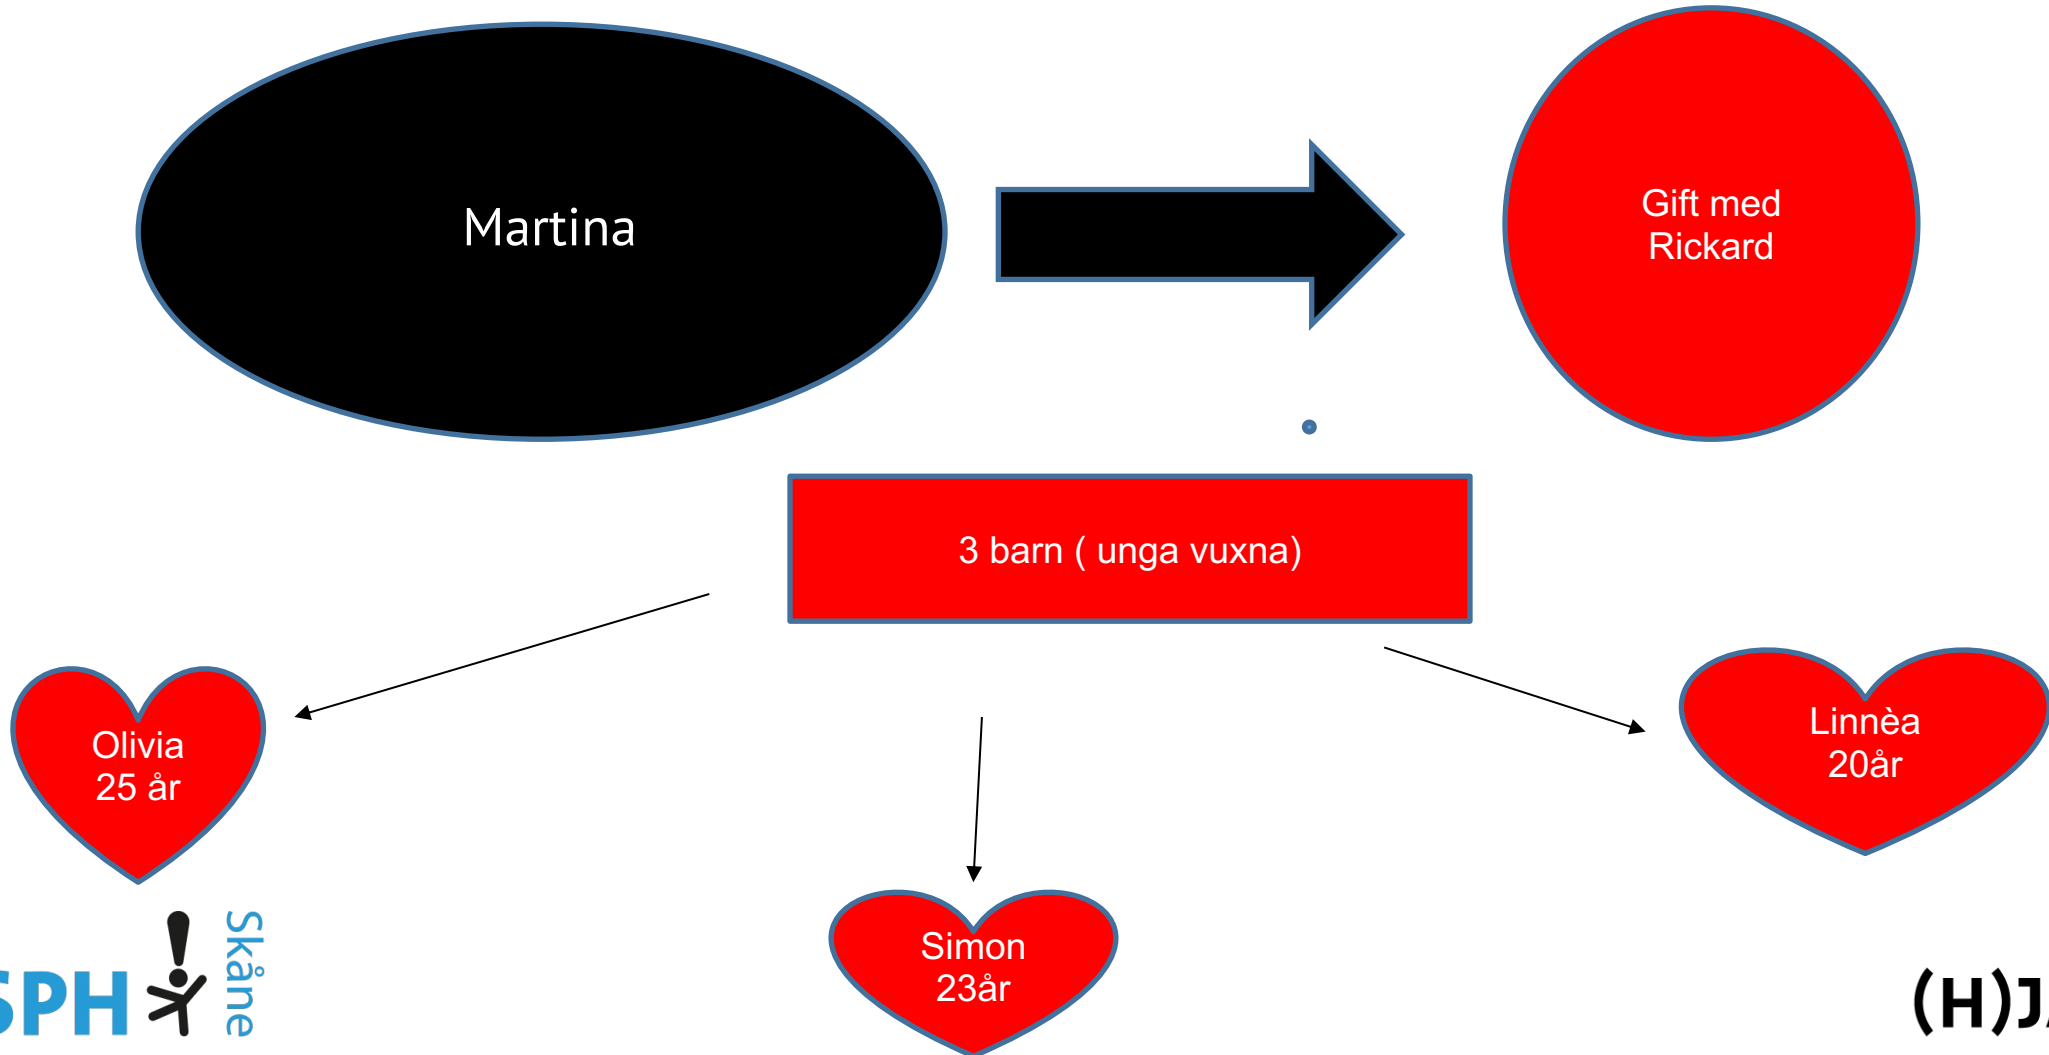 Martina
Gift med
Rickard
3 barn ( unga vuxna)
Olivia
25 år
Linnèa
20år
Simon
23år
SPH
Skåne
(H)J